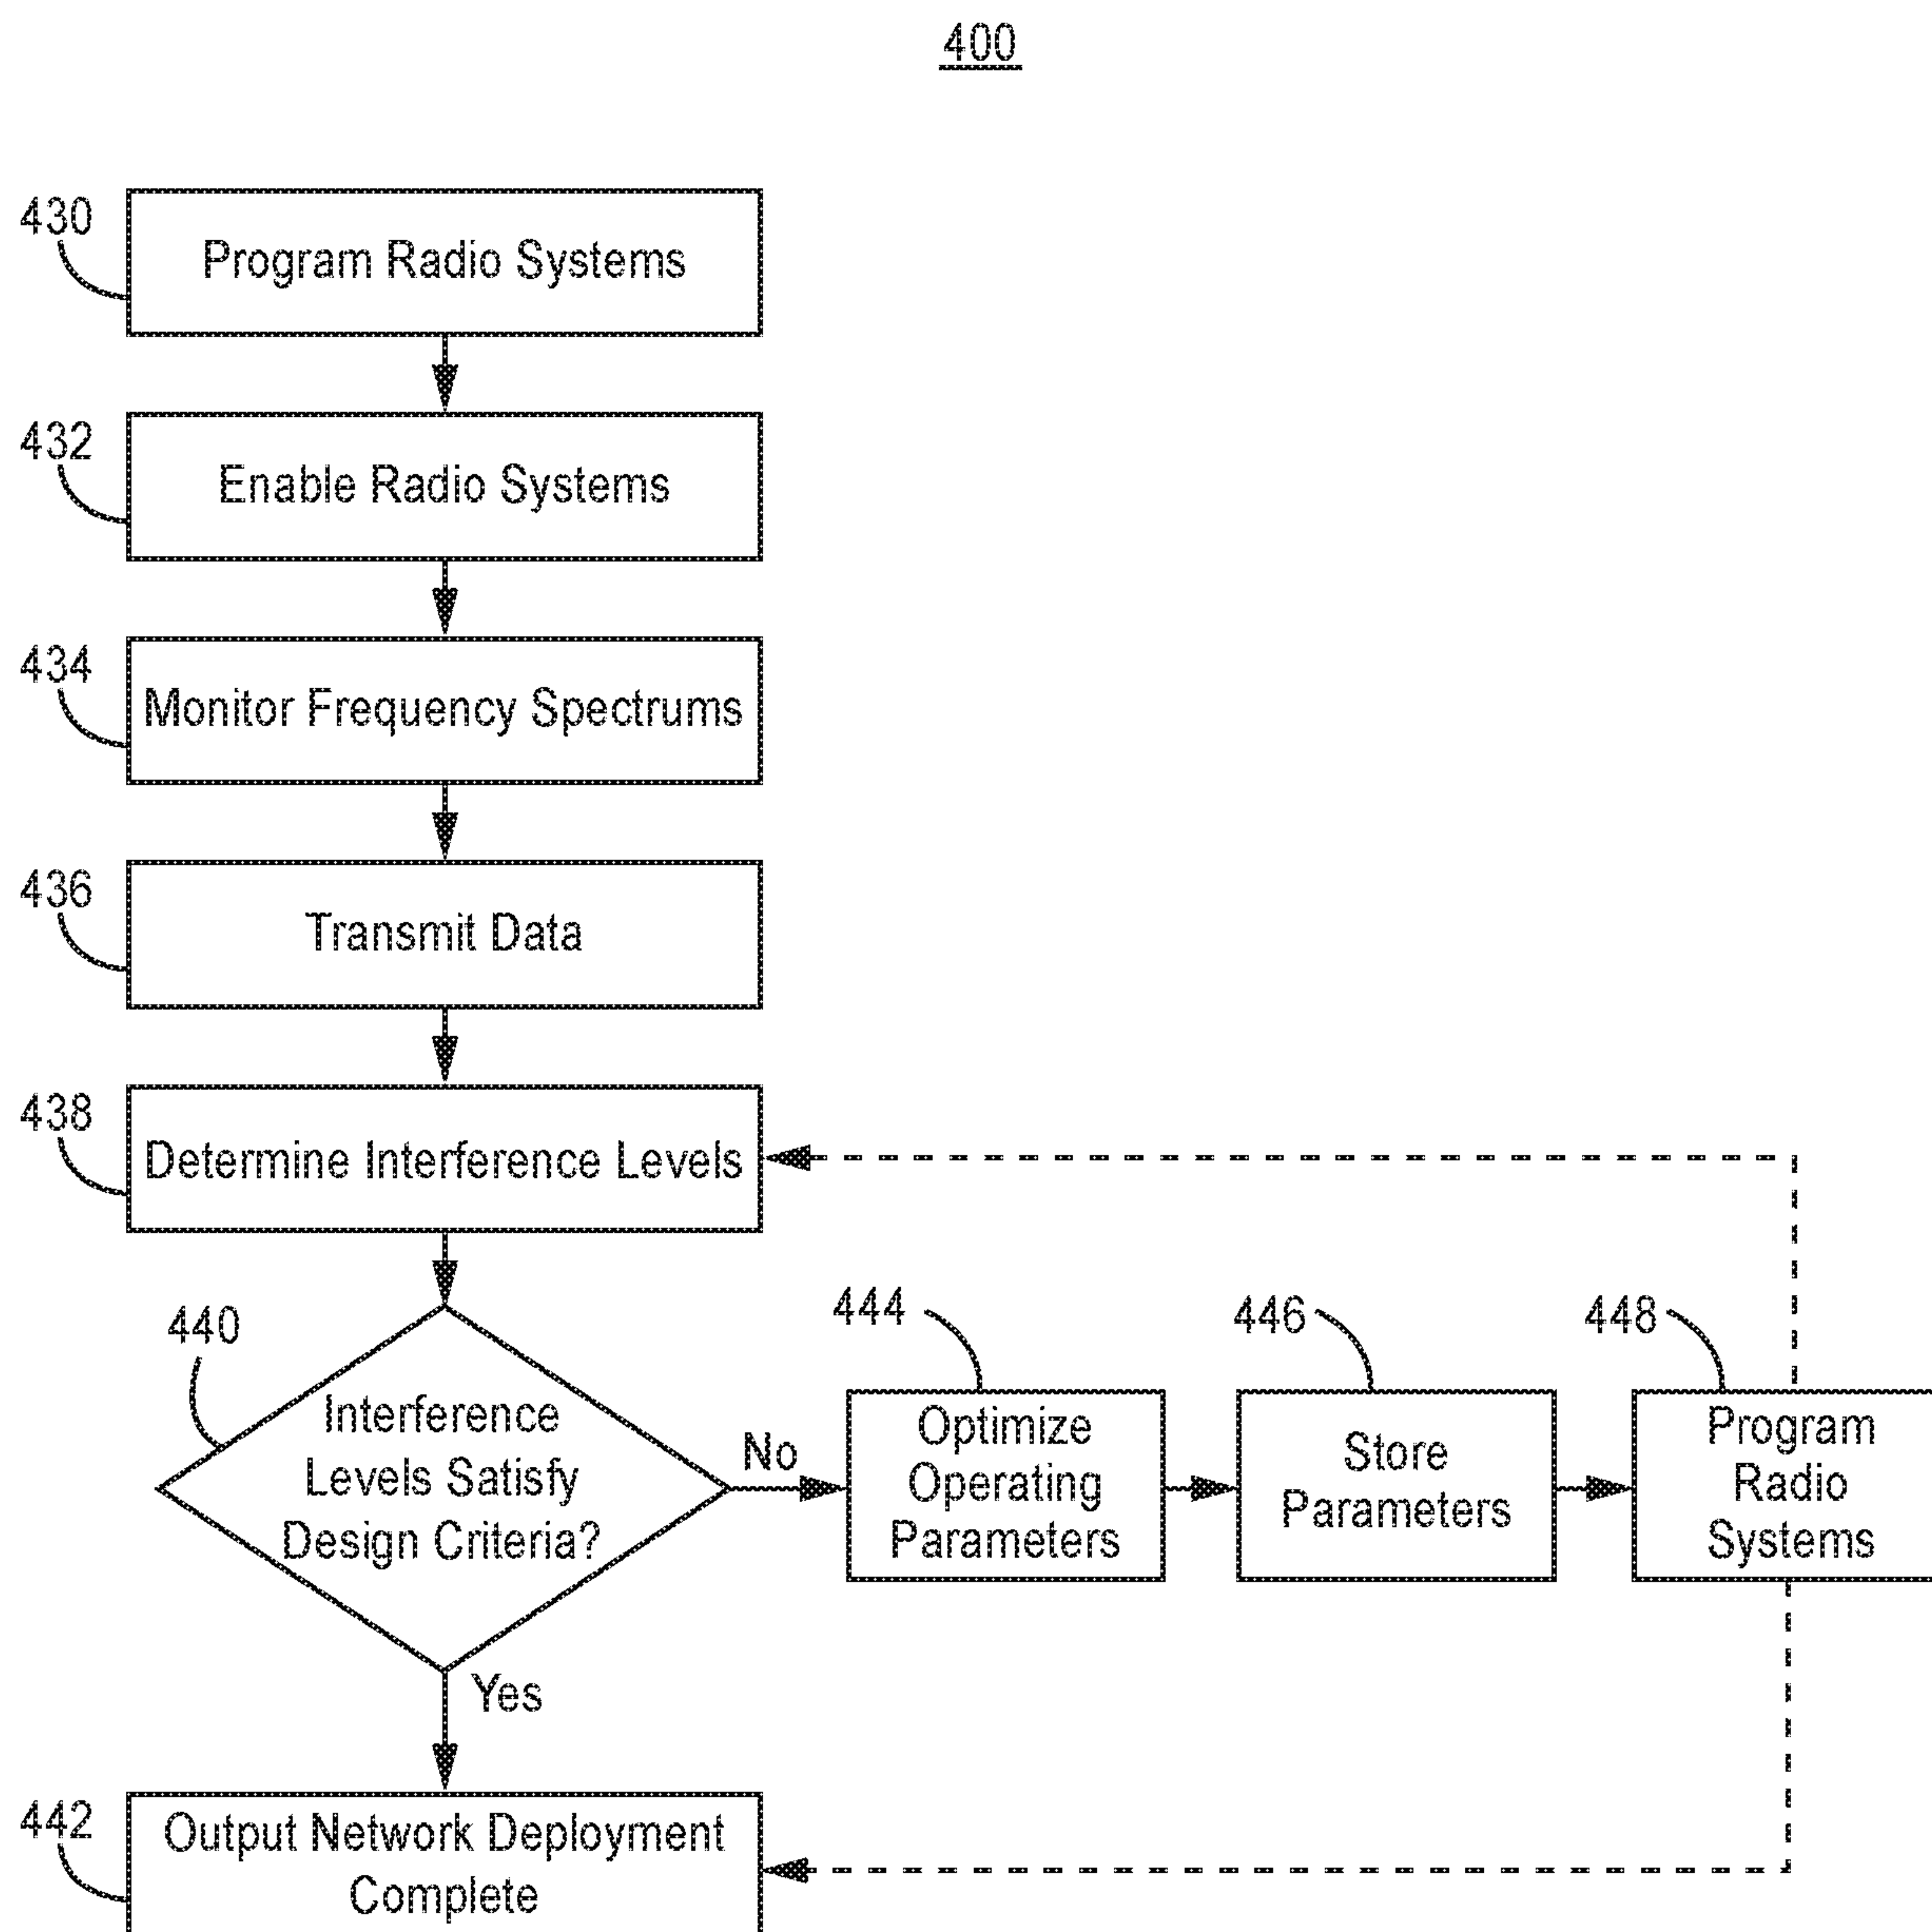 400
430
Program Radio Systems
432
Enable Radio Systems
434
Monitor Frequency Spectrums
436
Transmit Data
438
Determine Interference Levels
440
Interference
Levels Satisfy
Design Criteria?
No
444
Optimize
Operating
Parameters
446
Store
Parameters
448
Program
Radio
Systems
Yes
442
Output Network Deployment
Complete